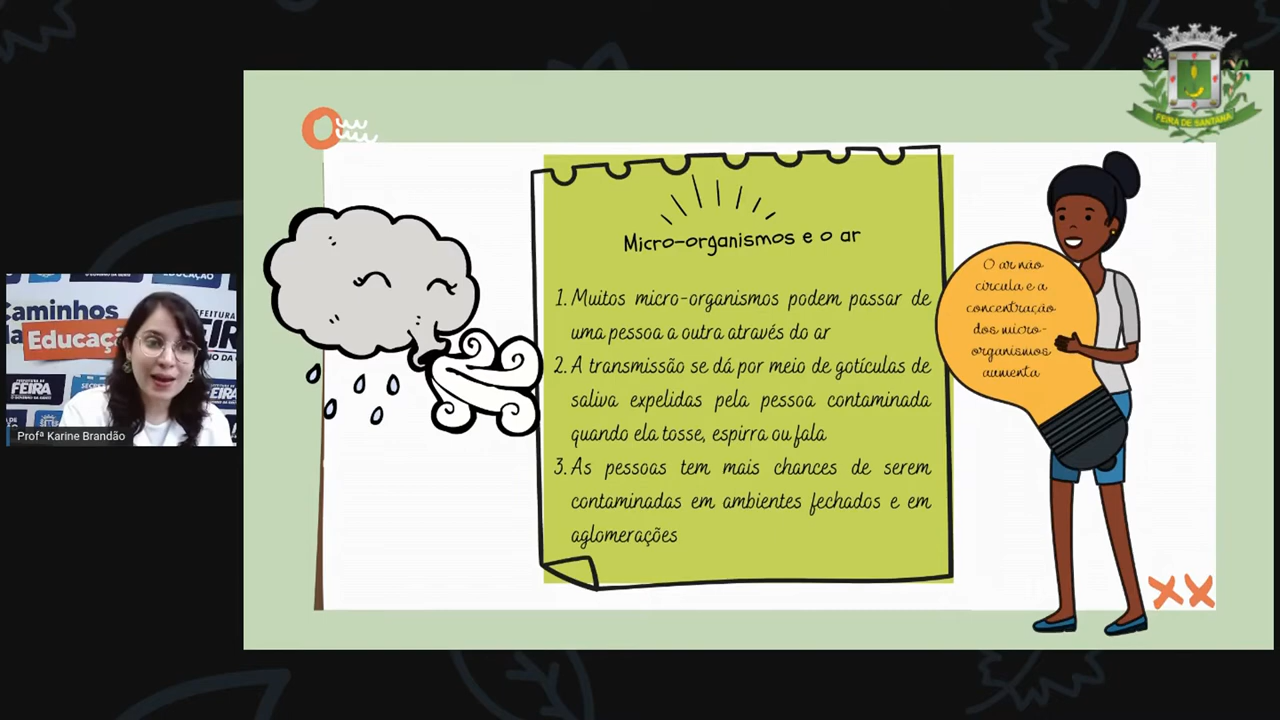 FEIRA DE SANTANA
Micro-organismos e o ar
1. Muitos micro-organismos podem passar de
uma pessoa a outra através do ar
2. A transmissão se dá por meio de gotículas de
saliva expelidas pela pessoa contaminada
quando ela tosse, espirra ou fala
3. As pessoas tem mais chances de serem
contaminadas em ambientes fechados e em
aglomerações
O ar não
circula e a
concentração
dos micro-
organismos
aumenta
EDUCAÇÃO
Caminhos
da
Educaçã
FEIRA
Profª Karine Brandão